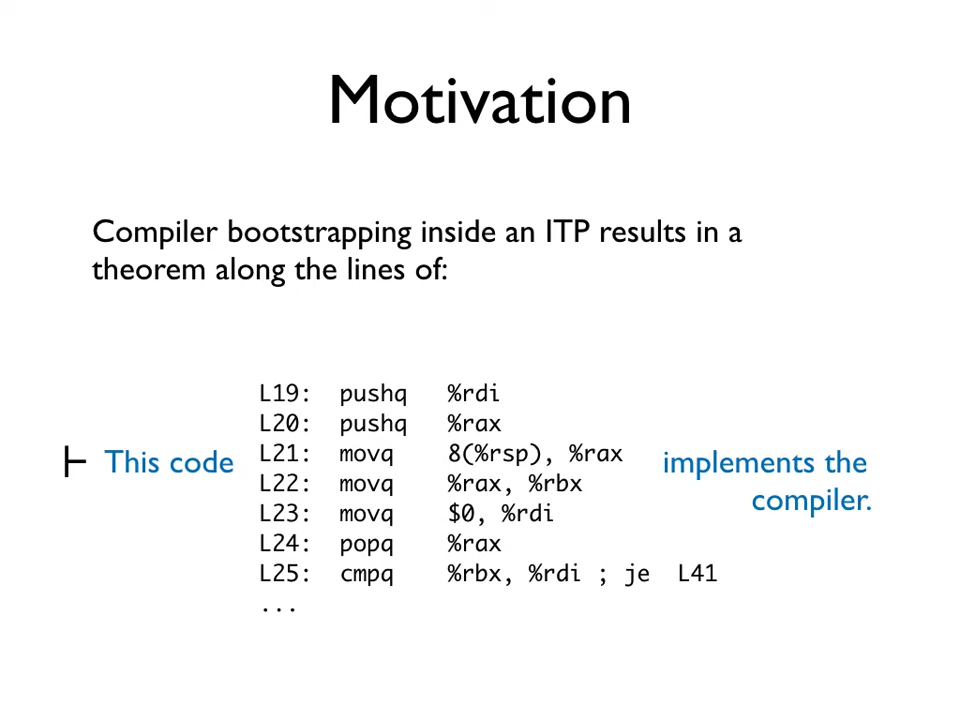 Motivation
Compiler bootstrapping inside an ITP results in a
theorem along the lines of:
L19: pushq %rdi
L20: pushq %rax
⊢ This code
L21: movq 8(%rsp), %rax
implements the
compiler.
L22: movq %rax, %rbx
L23: movq $0, %rdi
L24: popq %rax
L25: cmpq %rbx, %rdi ; je L41
...